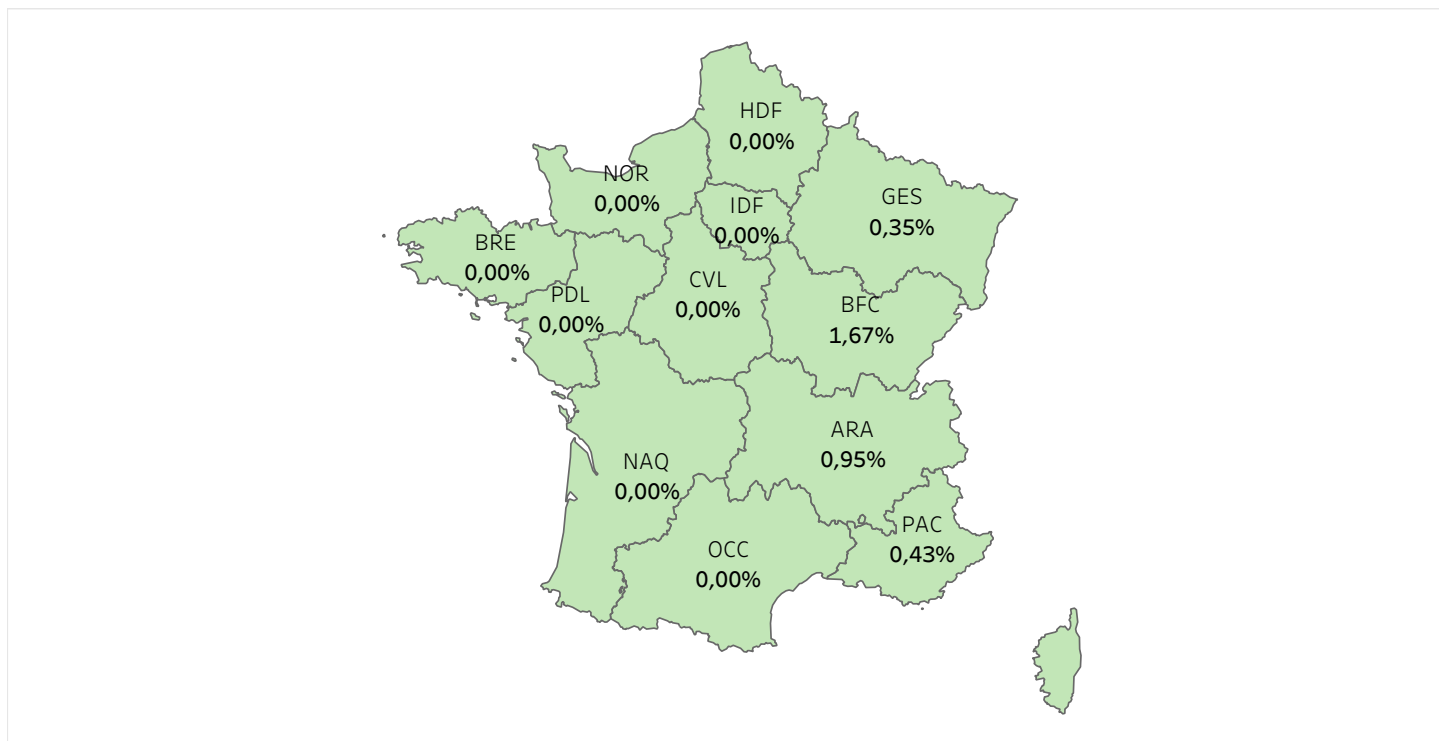 HDF
0,00%
NOR
0,00%
IDF
0,00%
GES
0,35%
BRE
0,00%
PDL
0,00%
CVL
0,00%
BFC
1,67%
ARA
0,95%
NAQ
0,00%
PAC
0,43%
OCC
0,00%